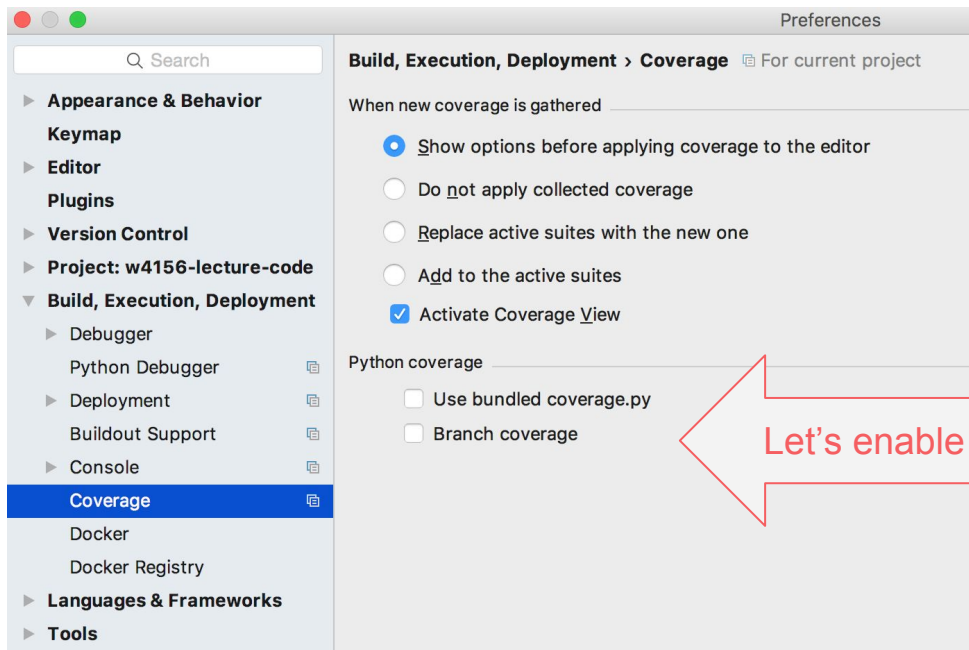 Preferences
Search
Appearance & Behavior
Keymap
Editor
Plugins
Version Control
Project: w4156-lecture-code
Build, Execution, Deployment
Debugger
Python Debugger
Deployment
Buildout Support
Console
Coverage
Docker
Docker Registry
Languages & Frameworks
Tools
Build, Execution, Deployment › Coverage For current project
When new coverage is gathered
Show options before applying coverage to the editor
Do not apply collected coverage
Replace active suites with the new one
Add to the active suites
Activate Coverage View
Python coverage
Use bundled coverage.py
Branch coverage
Let’s enable